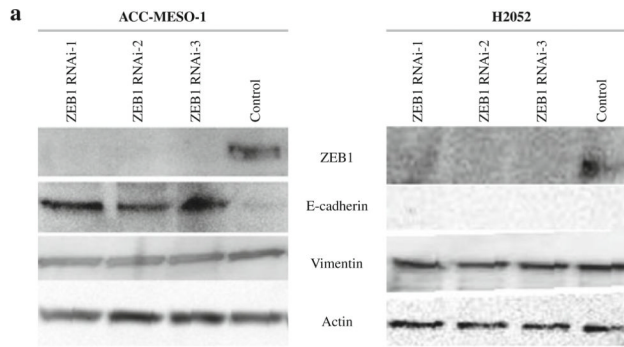 a
ACC-MESO-1
H2052
ZEB1 RNAi-1
ZEB1 RNAi-2
ZEB1 RNAi-3
Control
ZEB1 RNAi-1
ZEB1 RNAi-2
ZEB1 RNAi-3
Control
ZEB1
E-cadherin
Vimentin
Actin